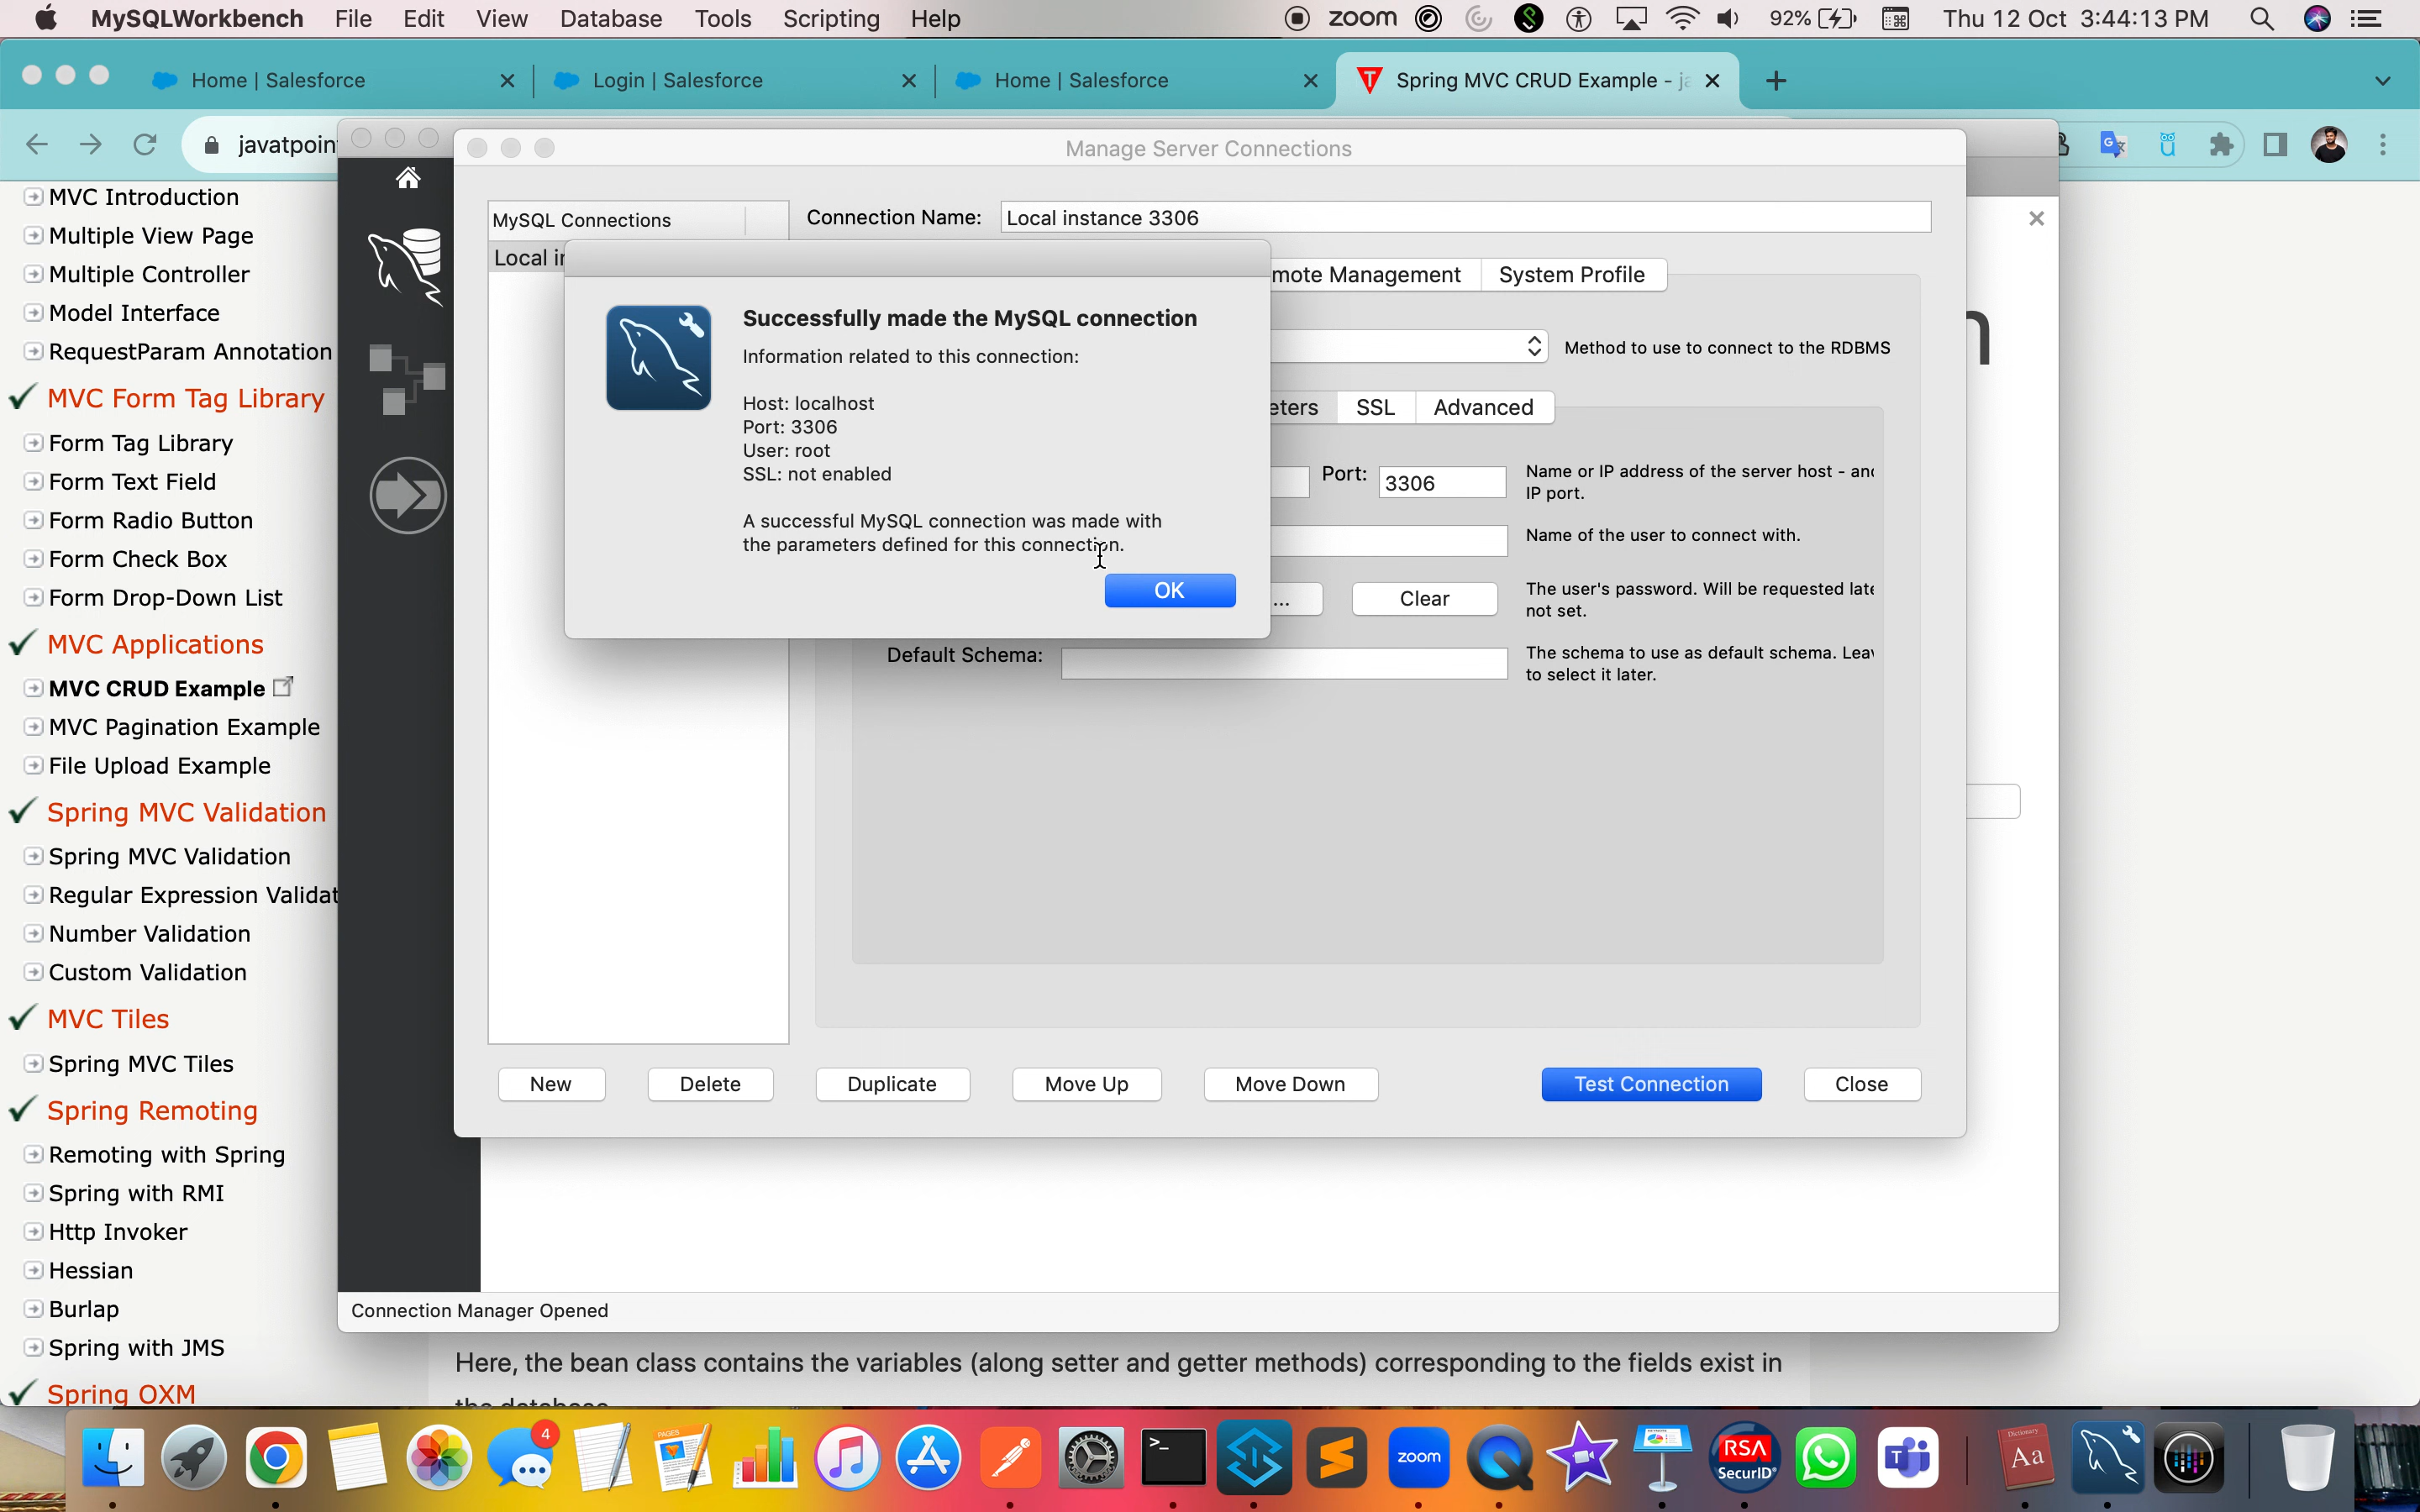 MySQLWorkbench File Edit View Database Tools Scripting Help zoom 92% Thu 12 Oct 3:44:13 PM
Home | Salesforce Login | Salesforce Home | Salesforce Spring MVC CRUD Example -
javatpoin
Manage Server Connections
MVC Introduction
Multiple View Page
Multiple Controller
Model Interface
RequestParam Annotation
MVC Form Tag Library
Form Tag Library
Form Text Field
Form Radio Button
Form Check Box
Form Drop-Down List
MVC Applications
MVC CRUD Example
MVC Pagination Example
File Upload Example
Spring MVC Validation
Spring MVC Validation
Regular Expression Validat
Number Validation
Custom Validation
MVC Tiles
Spring MVC Tiles
Spring Remoting
Remoting with Spring
Spring with RMI
Http Invoker
Hessian
Burlap
Spring with JMS
Spring OXM
MySQL Connections
Local in
Connection Name: Local instance 3306
mote Management System Profile
Method to use to connect to the RDBMS
eters SSL Advanced
Port: 3306 Name or IP address of the server host - and
IP port.
Name of the user to connect with.
... Clear The user's password. Will be requested late
not set.
Default Schema: The schema to use as default schema. Leav
to select it later.
Successfully made the MySQL connection
Information related to this connection:
Host: localhost
Port: 3306
User: root
SSL: not enabled
A successful MySQL connection was made with
the parameters defined for this connection.
OK
New Delete Duplicate Move Up Move Down Test Connection Close
n
Connection Manager Opened
Here, the bean class contains the variables (along setter and getter methods) corresponding to the fields exist in
the database
4
PAGES
zoom
RSA
SecurID
Dictionary
Aa